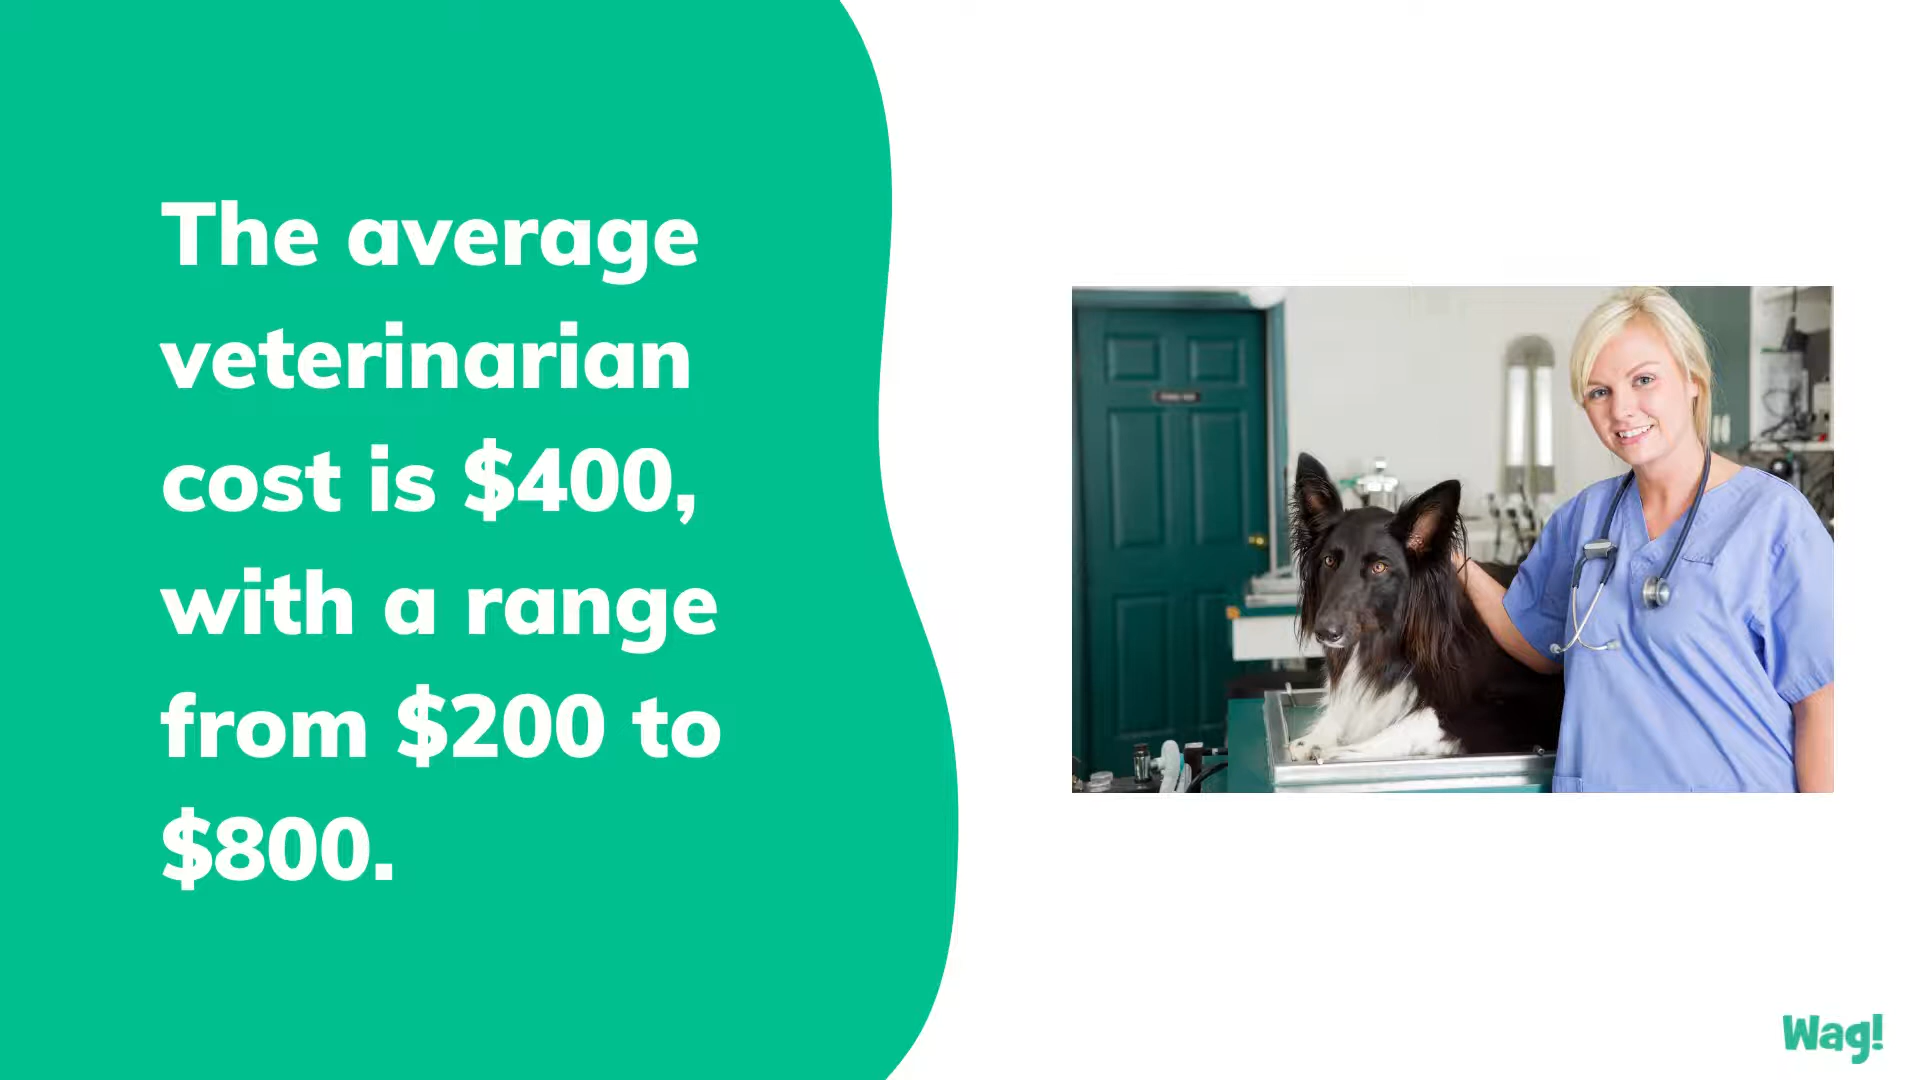 The average
veterinarian
cost is $400,
with a range
from $200 to
$800.
Wag!